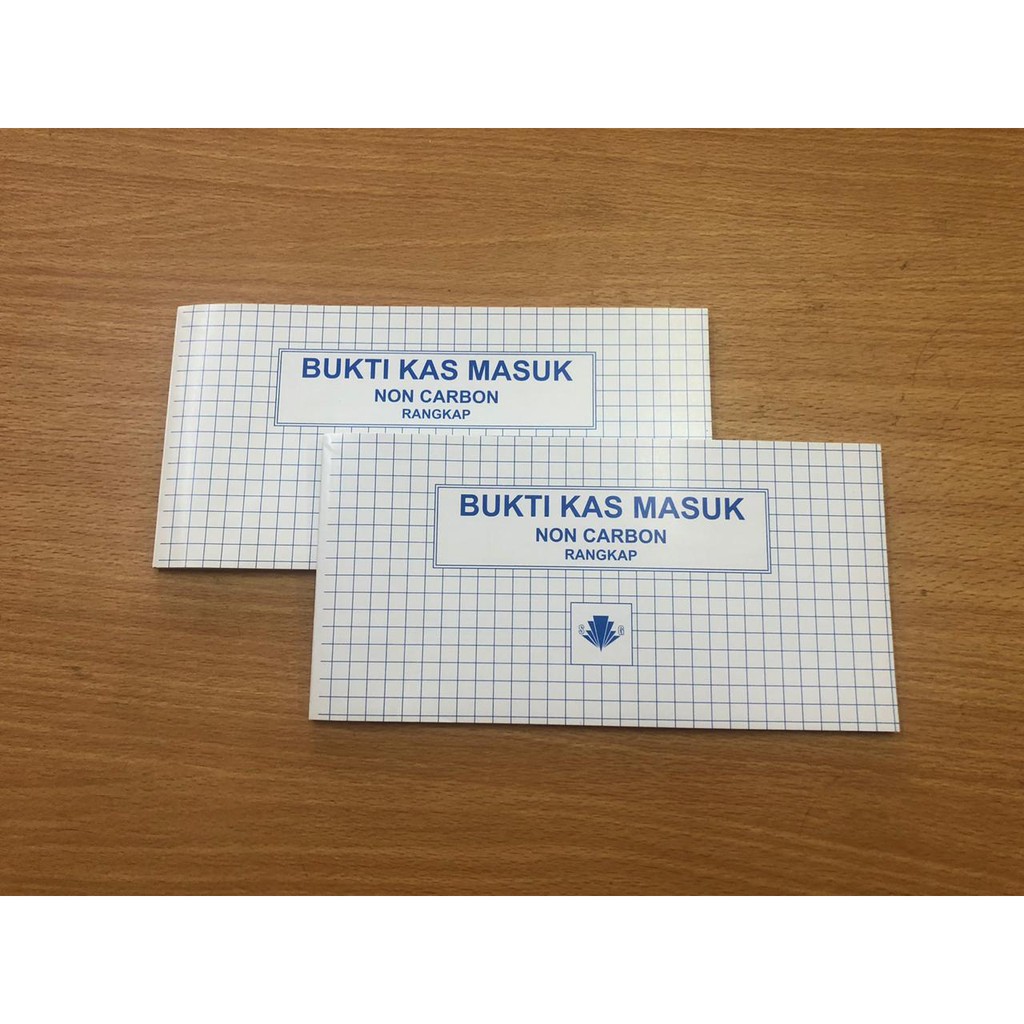 BUKTI KAS MASUK
NON CARBON
RANGKAP
BUKTI KAS MASUK
NON CARBON
RANGKAP
S G